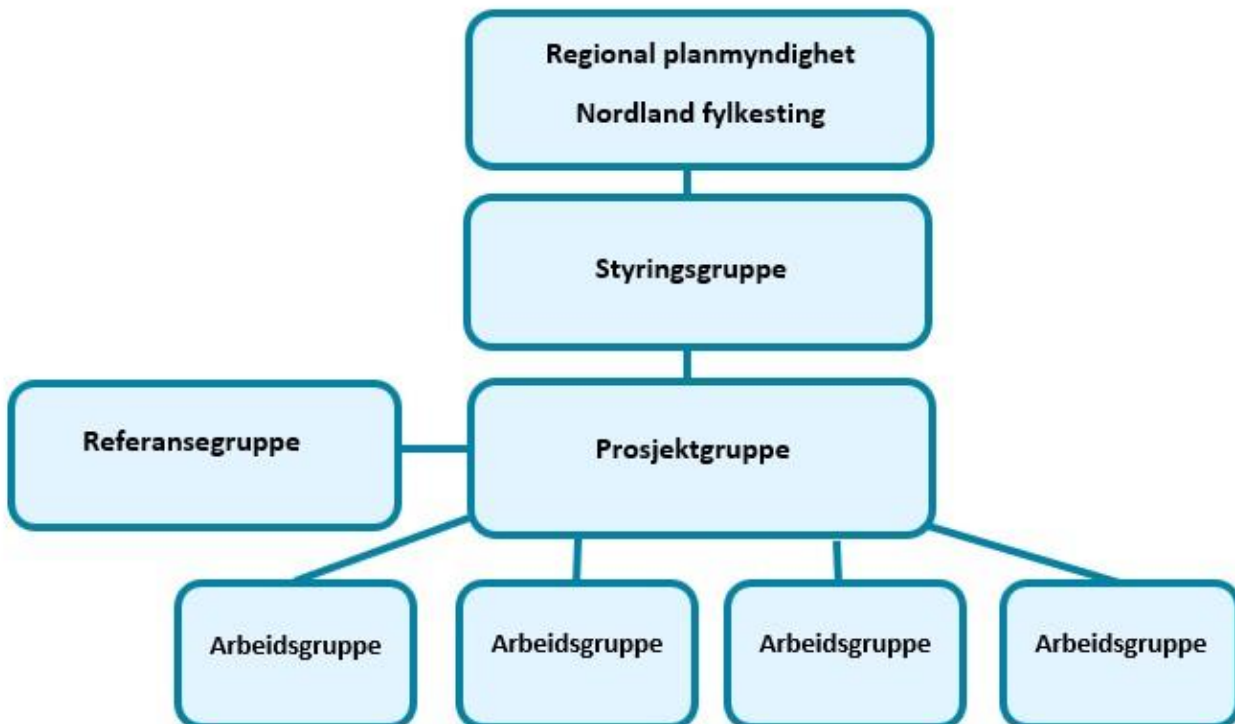 Regional planmyndighet
Nordland fylkesting
Styringsgruppe
Referansegruppe
Prosjektgruppe
Arbeidsgruppe
Arbeidsgruppe
Arbeidsgruppe
Arbeidsgruppe